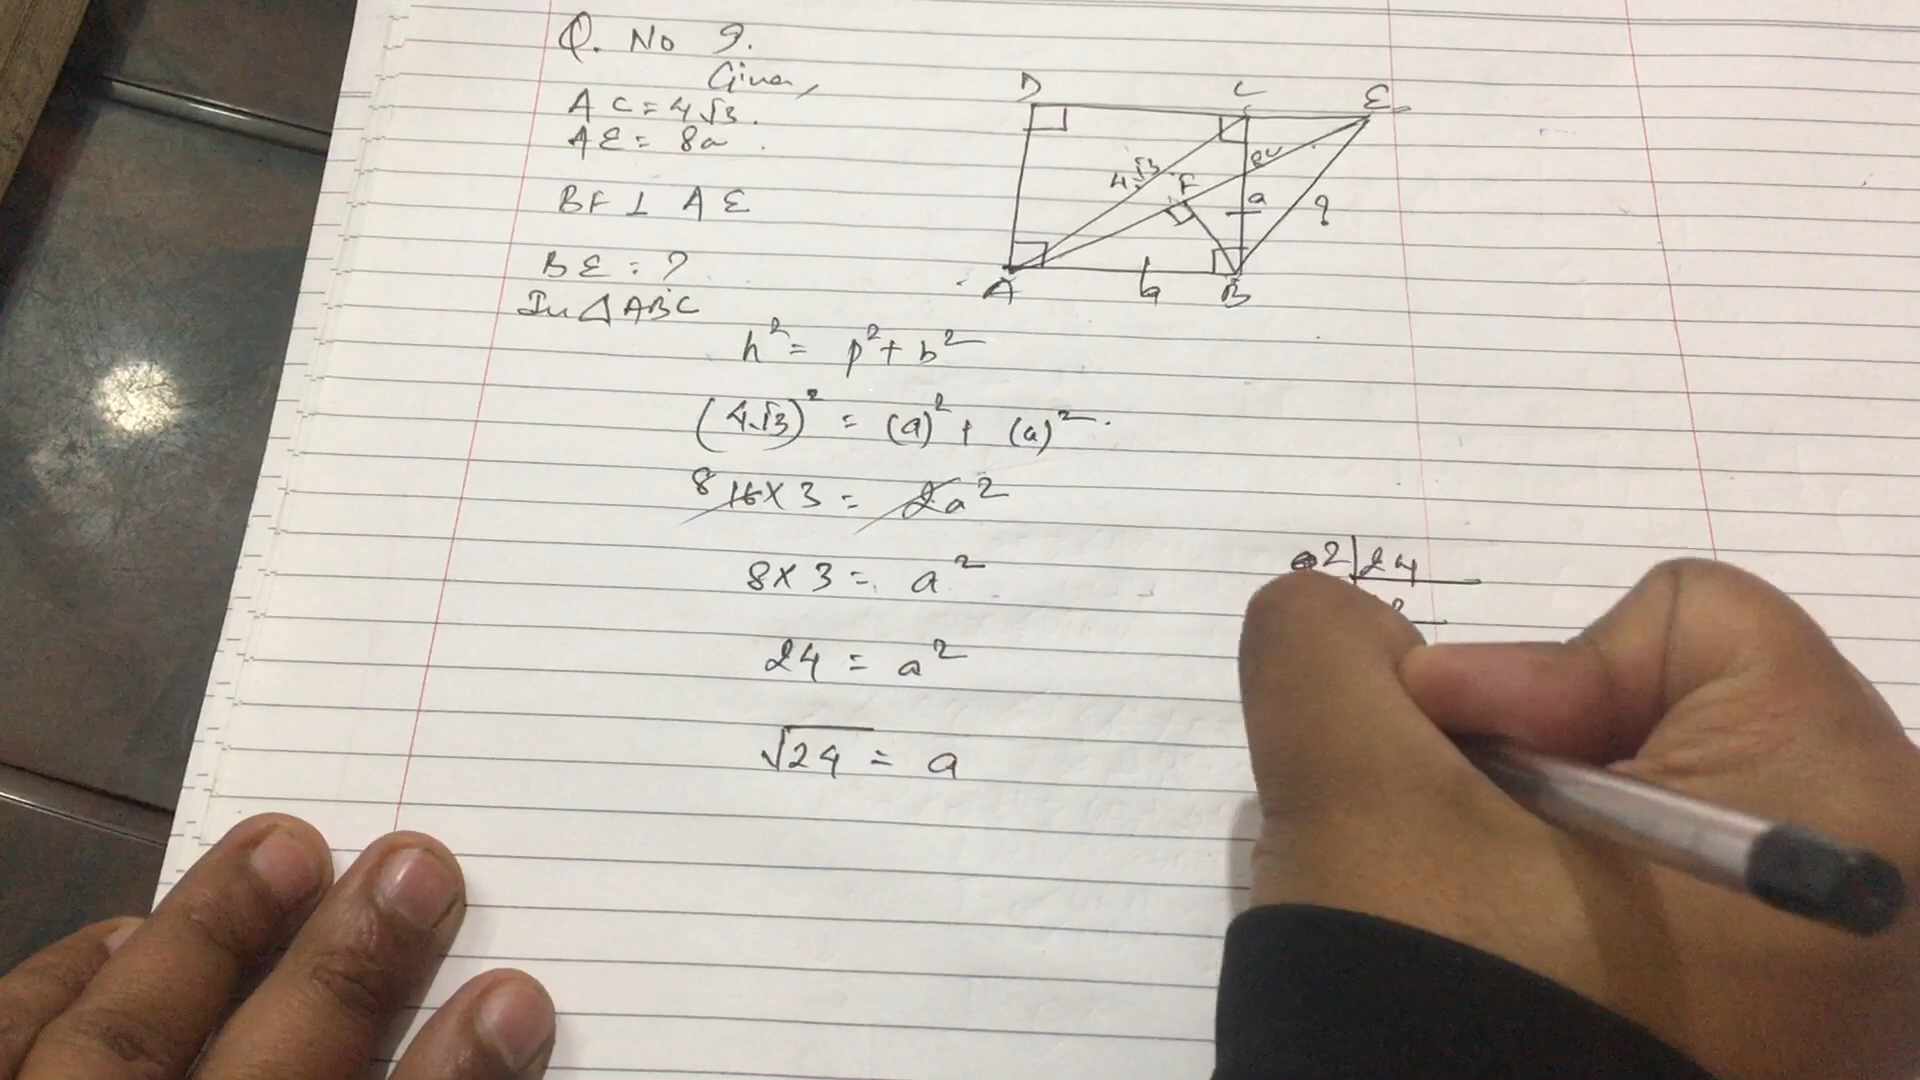 Q. No 9.
Given,
AC = 4√3.
AE = 8a.
BF ⊥ AE
BE = ?
In △ABC
h² = p² + b²
(4√3)² = (a)² + (a)².
8 16 × 3 = 2a²
8 × 3 = a²
24 = a²
√24 = a
D C E
4√3 F
a ?
A B
2 | 24